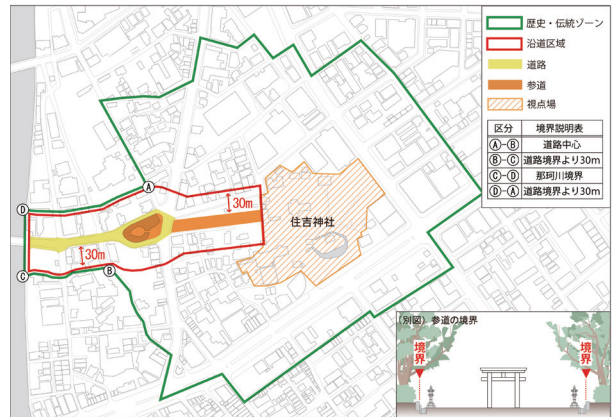 歴史・伝統ゾーン
沿道区域
道路
参道
視点場
区分 境界説明表
Ⓐ-Ⓑ 道路中心
Ⓑ-Ⓒ 道路境界より30m
Ⓒ-Ⓓ 那珂川境界
Ⓓ-Ⓐ 道路境界より30m
Ⓐ
30m
Ⓓ
住吉神社
30m
Ⓒ
Ⓑ
(別図)参道の境界
境界
境界